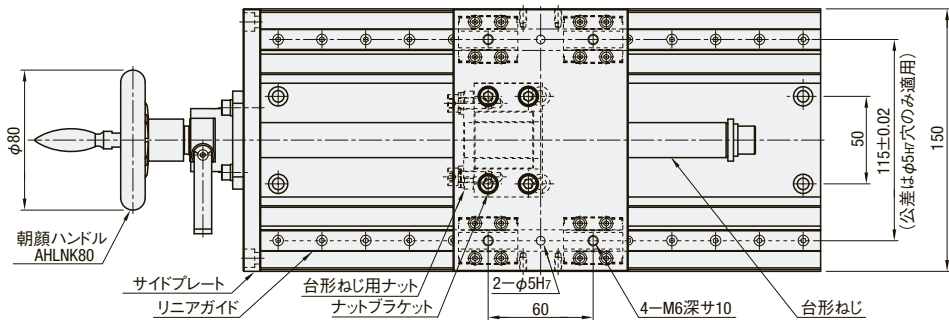 φ80
朝顔ハンドル
AHLNK80
サイドプレート
リニアガイド
台形ねじ用ナット
ナットブラケット
2－φ5H7
60
4－M6深サ10
台形ねじ
50
115±0.02
(公差はφ5H7穴のみ適用)
150